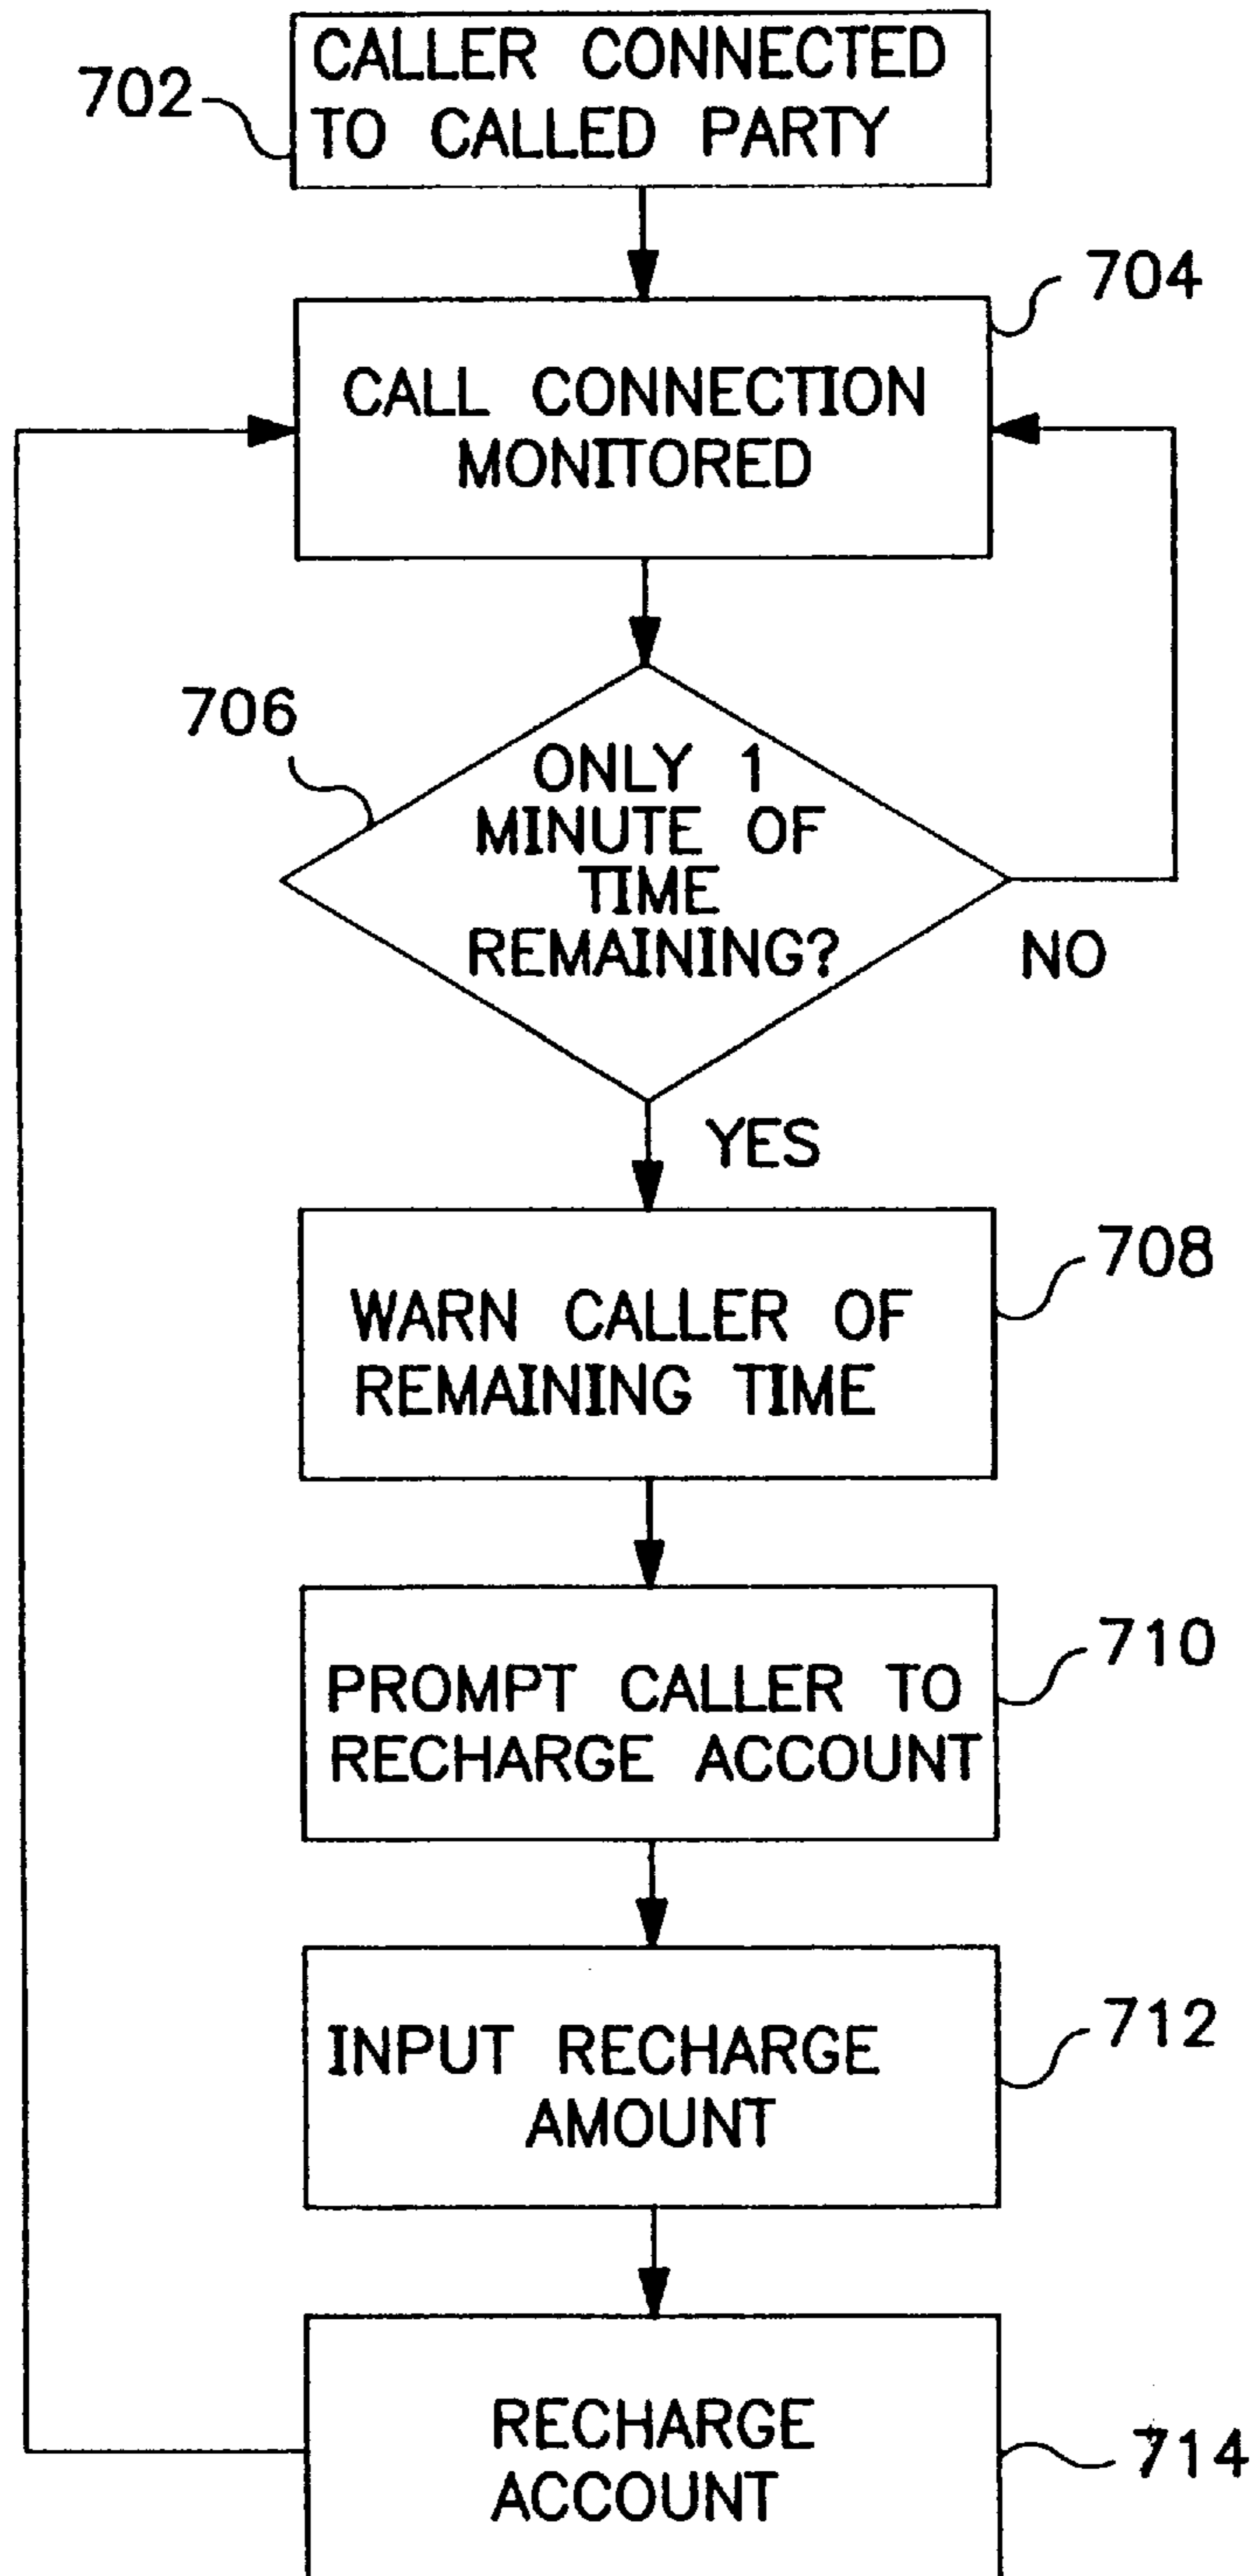 CALLER CONNECTED
TO CALLED PARTY
702
704
CALL CONNECTION
MONITORED
706
ONLY 1
MINUTE OF
TIME
REMAINING?
NO
YES
708
WARN CALLER OF
REMAINING TIME
710
PROMPT CALLER TO
RECHARGE ACCOUNT
712
INPUT RECHARGE
AMOUNT
RECHARGE
ACCOUNT
714